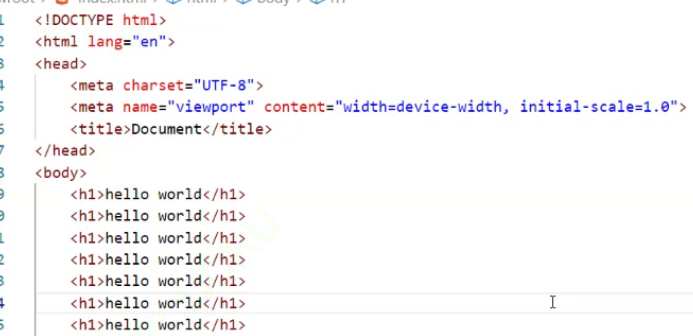 index.html html body h1
1 <!DOCTYPE html>
2 <html lang="en">
3 <head>
4 <meta charset="UTF-8">
5 <meta name="viewport" content="width=device-width, initial-scale=1.0">
6 <title>Document</title>
7 </head>
8 <body>
9 <h1>hello world</h1>
0 <h1>hello world</h1>
1 <h1>hello world</h1>
2 <h1>hello world</h1>
3 <h1>hello world</h1>
4 <h1>hello world</h1>
5 <h1>hello world</h1>